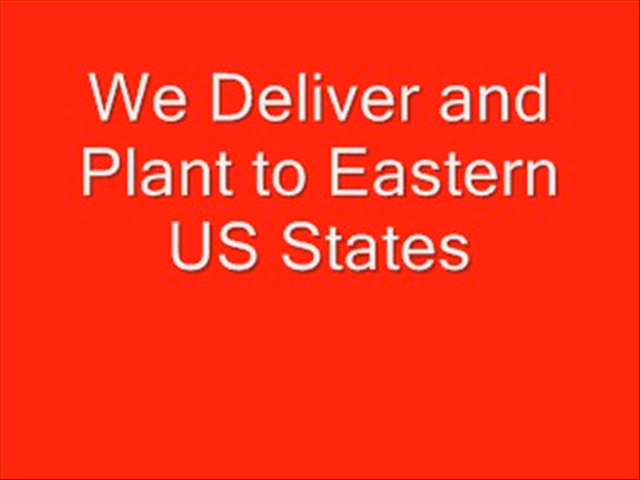 We Deliver and
Plant to Eastern
US States